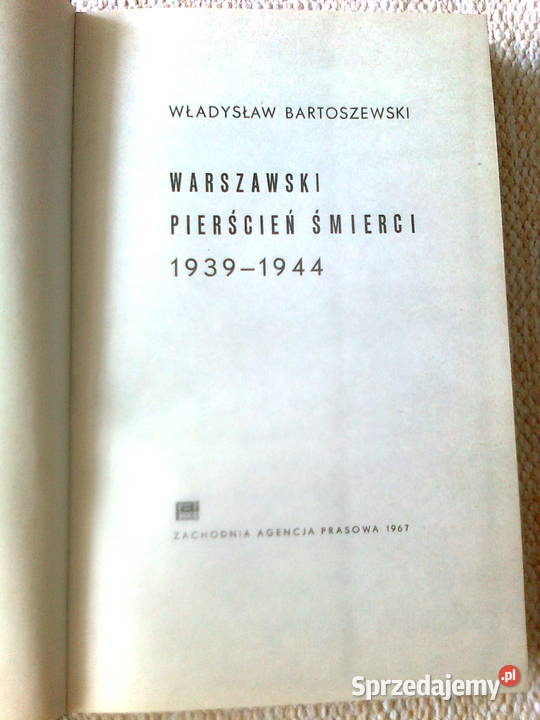 WŁADYSŁAW BARTOSZEWSKI
WARSZAWSKI
PIERŚCIEŃ ŚMIERCI
1939–1944
ZACHODNIA AGENCJA PRASOWA 1967
Sprzedajemy.pl